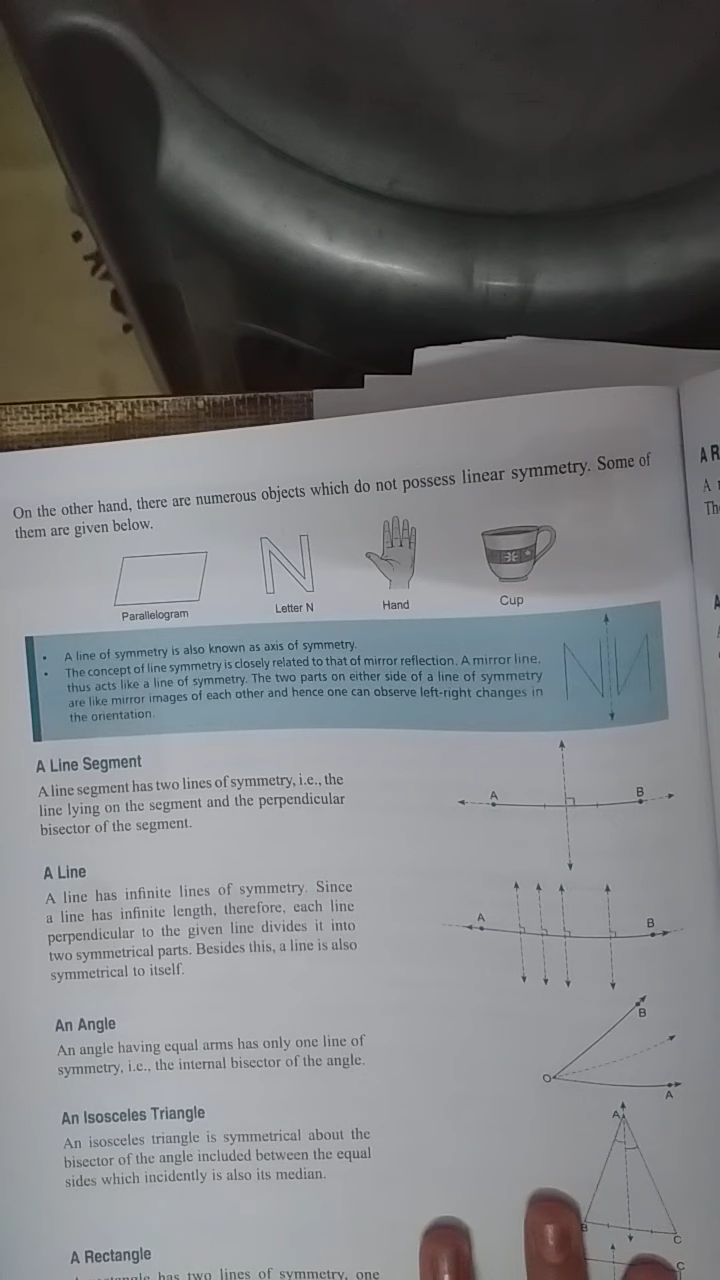 On the other hand, there are numerous objects which do not possess linear symmetry. Some of
them are given below.
N
Parallelogram
Letter N
Hand
Cup
• A line of symmetry is also known as axis of symmetry.
• The concept of line symmetry is closely related to that of mirror reflection. A mirror line,
thus acts like a line of symmetry. The two parts on either side of a line of symmetry
are like mirror images of each other and hence one can observe left-right changes in
the orientation.
A Line Segment
A line segment has two lines of symmetry, i.e., the
line lying on the segment and the perpendicular
bisector of the segment.
A B
A Line
A line has infinite lines of symmetry. Since
a line has infinite length, therefore, each line
perpendicular to the given line divides it into
two symmetrical parts. Besides this, a line is also
symmetrical to itself.
A B
An Angle
An angle having equal arms has only one line of
symmetry, i.e., the internal bisector of the angle.
B
O
A
An Isosceles Triangle
An isosceles triangle is symmetrical about the
bisector of the angle included between the equal
sides which incidently is also its median.
A
B
C
A Rectangle
has two lines of symmetry, one
C
A R
A
Th